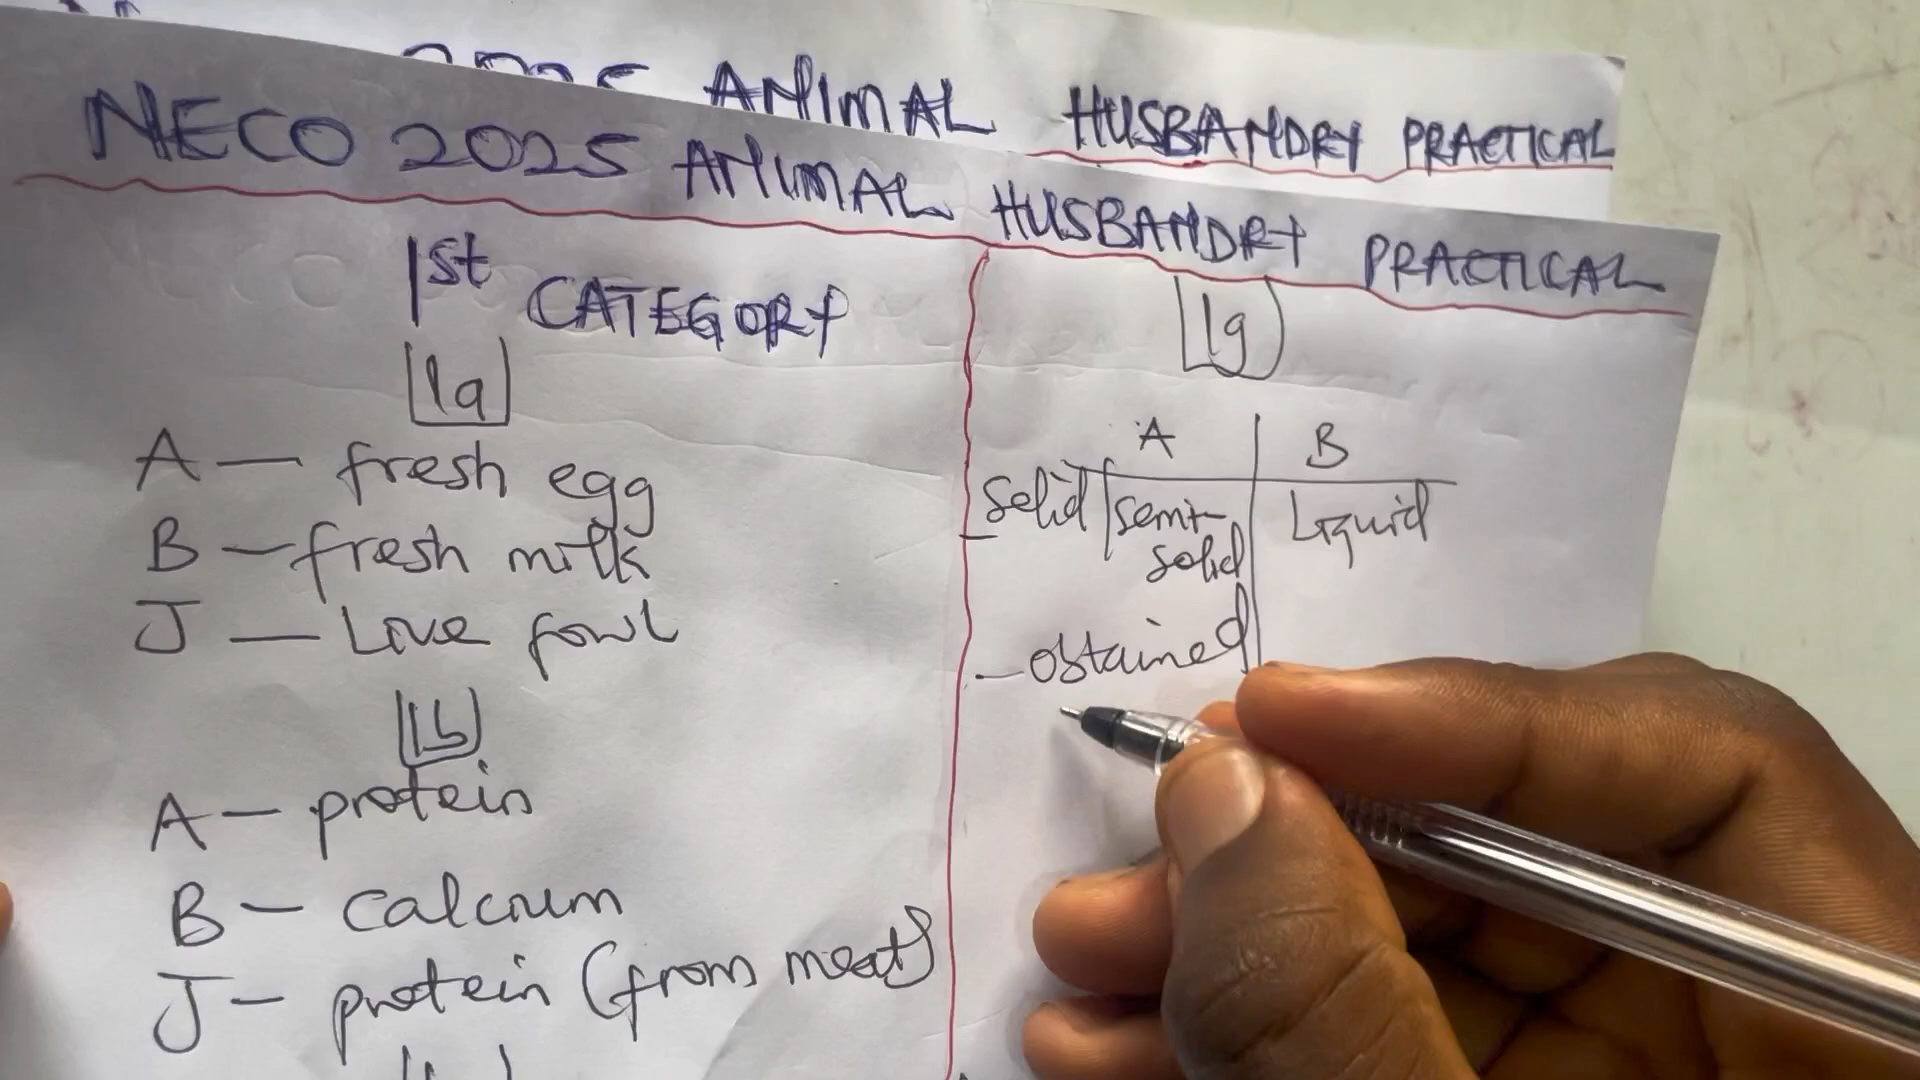 2025 ANIMAL HUSBANDRY PRACTICAL
NECO 2025 ANIMAL HUSBANDRY PRACTICAL
1st CATEGORY
1a
A — fresh egg
B — fresh milk
J — Live fowl
1b
A — protein
B — calcium
J — protein (from meat)
1g
A B
- Solid | semi-solid Liquid
- obtained